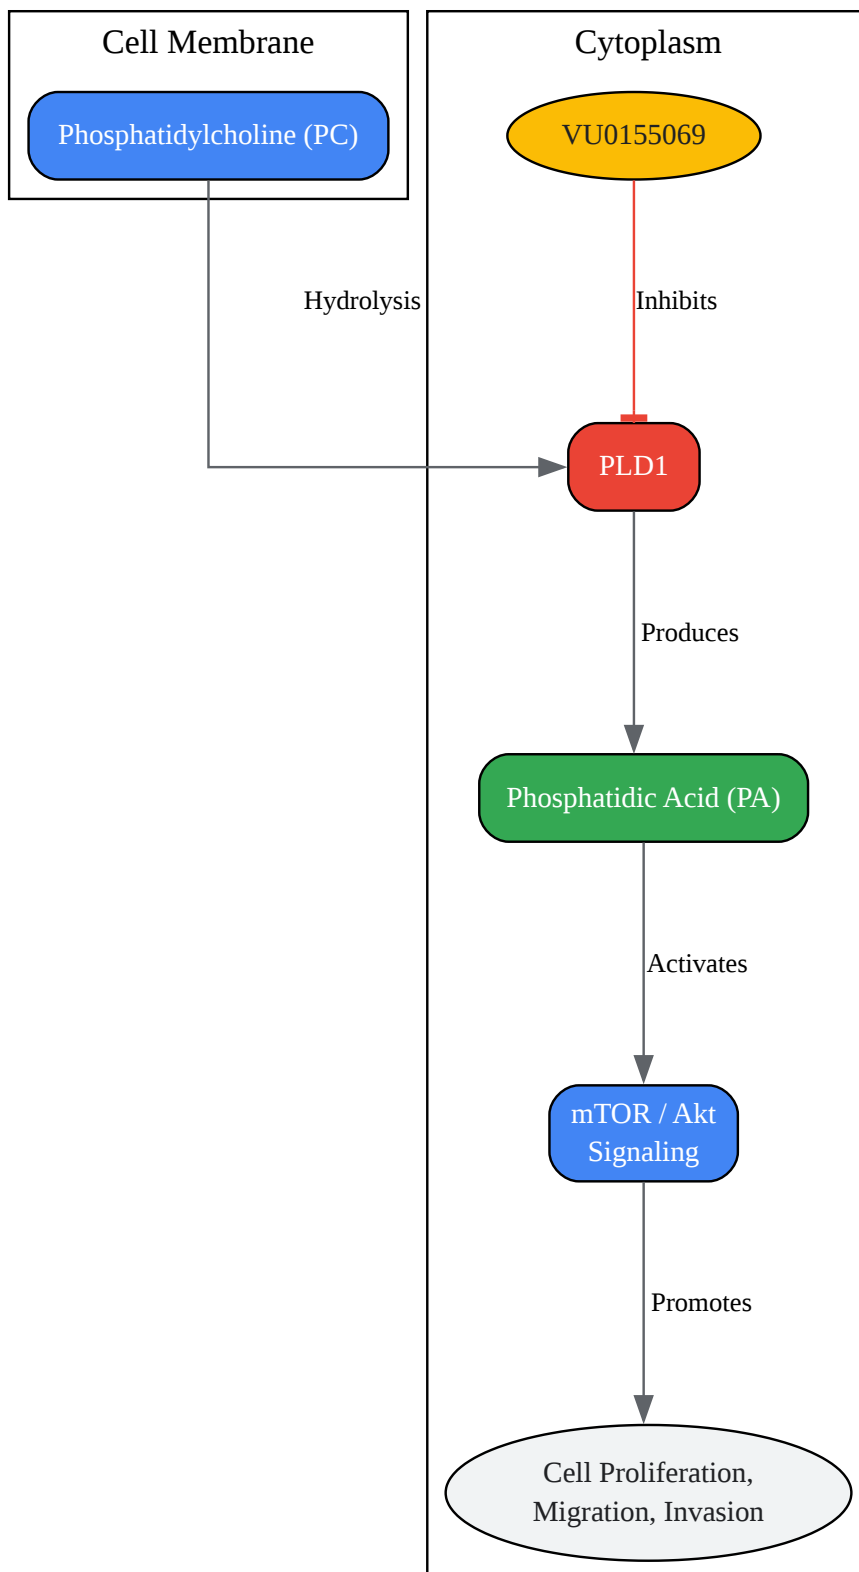 Cell Membrane
Cytoplasm
Phosphatidylcholine (PC)
VU0155069
Hydrolysis
Inhibits
PLD1
Produces
Phosphatidic Acid (PA)
Activates
mTOR / Akt
Signaling
Promotes
Cell Proliferation,
Migration, Invasion